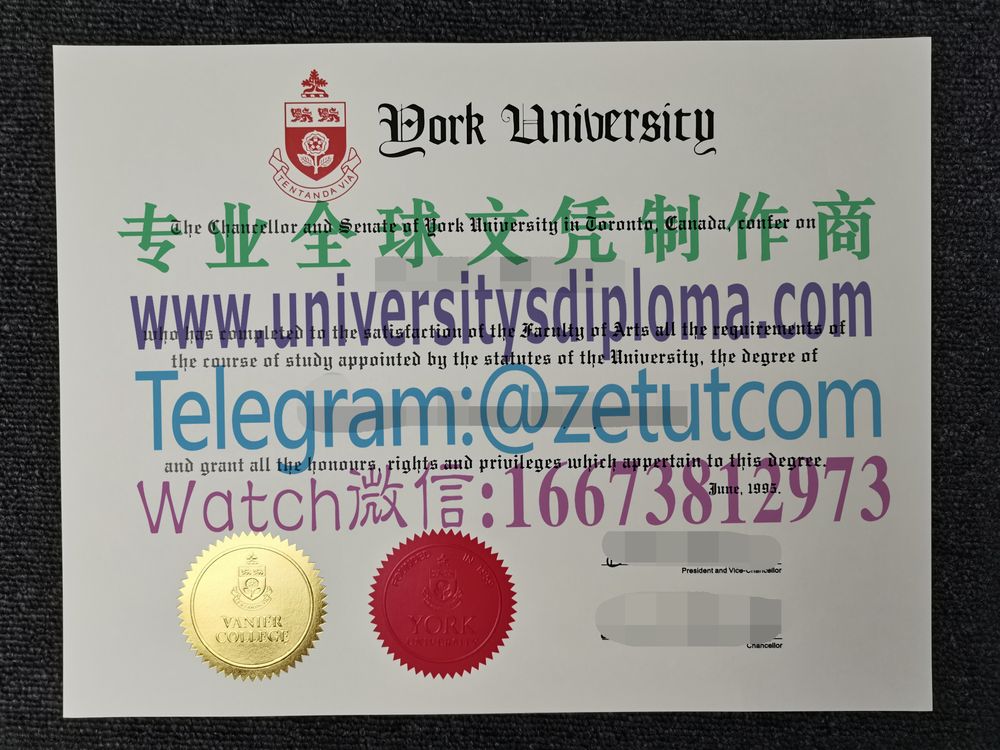 York University
TENTANDA VIA
专业全球文凭制作商
The Chancellor and Senate of York University in Toronto, Canada, confer on
www.universitysdiploma.com
who has completed to the satisfaction of the Faculty of Arts all the requirements of
the course of study appointed by the statutes of the University, the degree of
Telegram:@zetutcom
and grant all the honours, rights and privileges which appertain to this degree.
June, 1995.
Watch微信:16673812973
President and Vice-Chancellor
Chancellor
VANIER
COLLEGE
YORK
UNIVERSITY